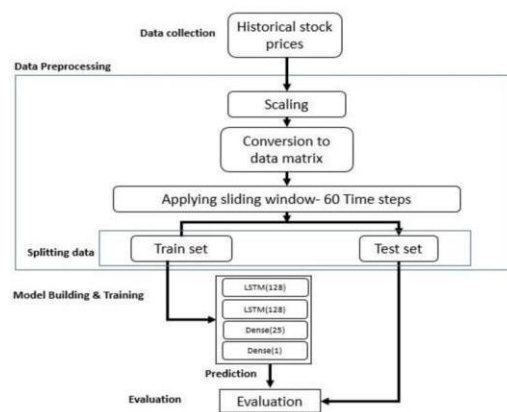 Data collection
Historical stock
prices
Data Preprocessing
Scaling
Conversion to
data matrix
Applying sliding window- 60 Time steps
Splitting data
Train set
Test set
Model Building & Training
LSTM(128)
LSTM(128)
Dense(25)
Dense(1)
Prediction
Evaluation
Evaluation